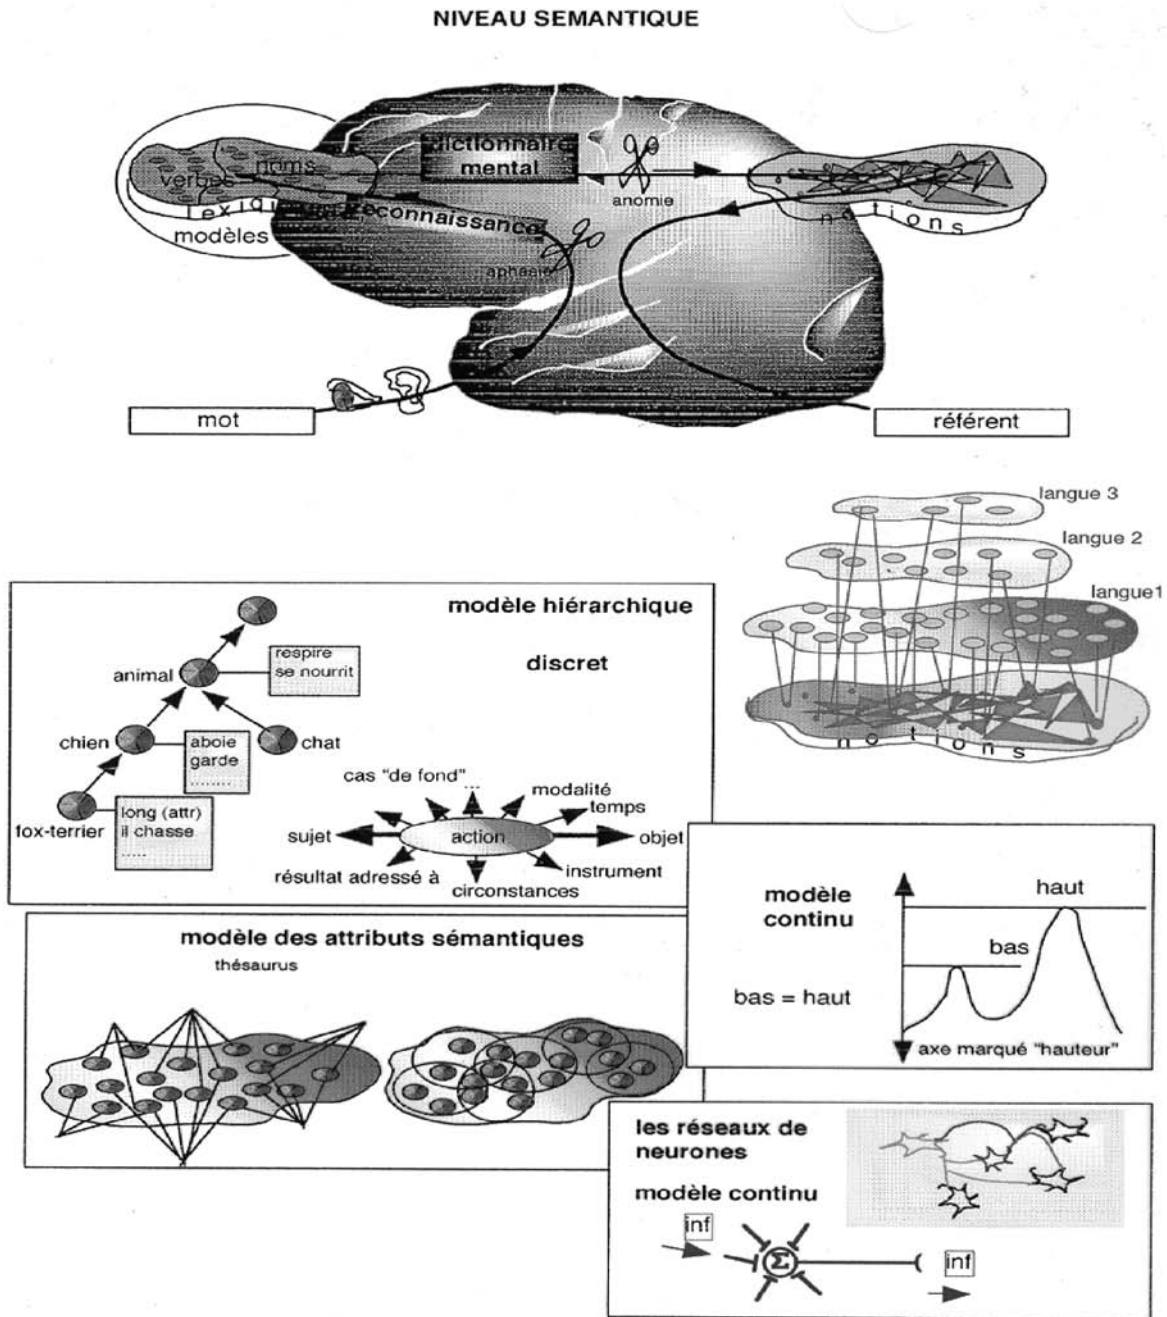 NIVEAU SEMANTIQUE
dictionnaire
mental
noms
verbes
anomie
reconnaissance
notions
modèles
aphasie
mot
référent
langue 3
langue 2
langue1
notions
modèle hiérarchique
discret
animal
respire
se nourrit
chien
aboie
garde
........
chat
fox-terrier
long (attr)
il chasse
.....
cas "de fond"
...
modalité
temps
sujet
action
objet
résultat adressé à
instrument
circonstances
modèle
continu
haut
bas
bas = haut
axe marqué "hauteur"
modèle des attributs sémantiques
thésaurus
les réseaux de
neurones
modèle continu
inf
Σ
inf